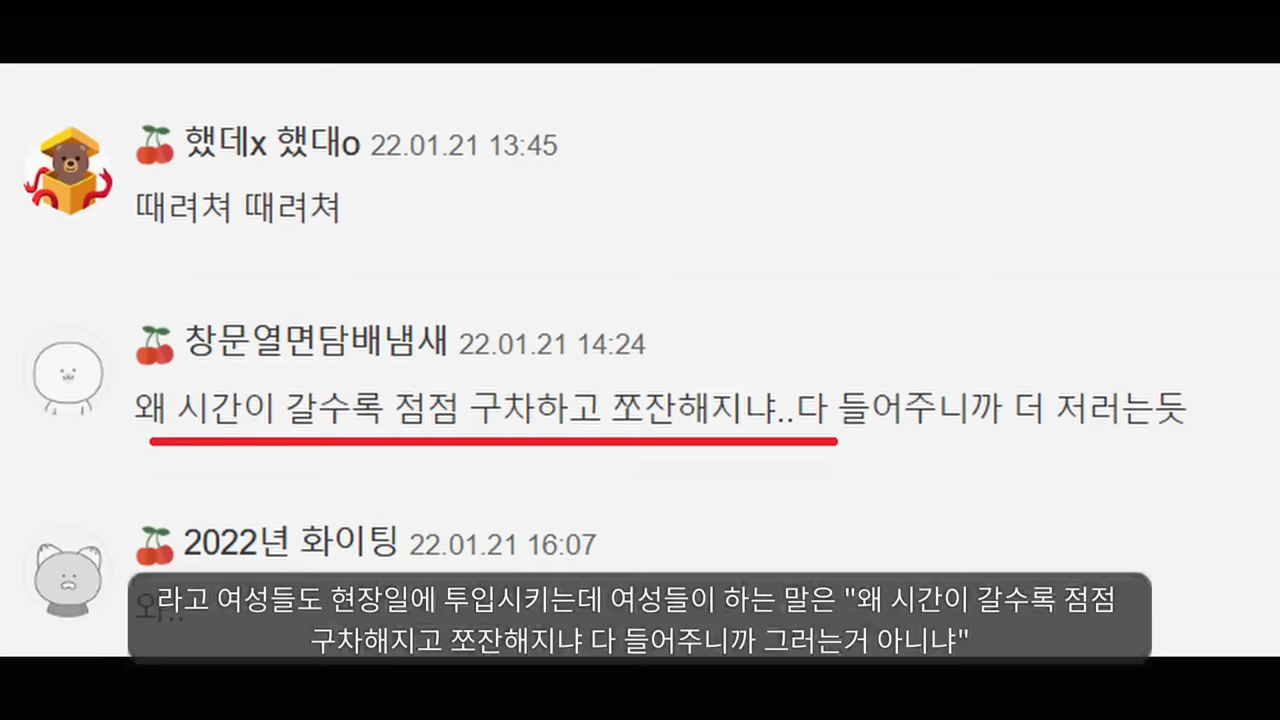 했데x 했대o 22.01.21 13:45
때려쳐 때려쳐
창문열면담배냄새 22.01.21 14:24
왜 시간이 갈수록 점점 구차하고 쪼잔해지냐..다 들어주니까 더 저러는듯
2022년 화이팅 22.01.21 16:07
와..
라고 여성들도 현장일에 투입시키는데 여성들이 하는 말은 "왜 시간이 갈수록 점점
구차해지고 쪼잔해지냐 다 들어주니까 그러는거 아니냐"